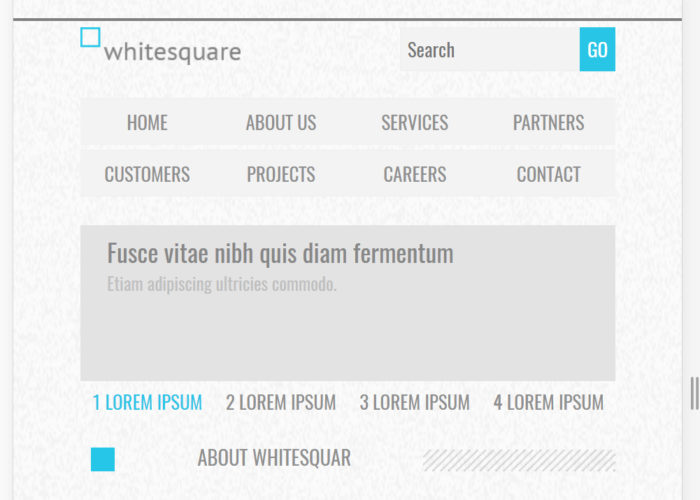 whitesquare
Search GO
HOME ABOUT US SERVICES PARTNERS
CUSTOMERS PROJECTS CAREERS CONTACT
Fusce vitae nibh quis diam fermentum
Etiam adipiscing ultricies commodo.
1 LOREM IPSUM 2 LOREM IPSUM 3 LOREM IPSUM 4 LOREM IPSUM
ABOUT WHITESQUAR